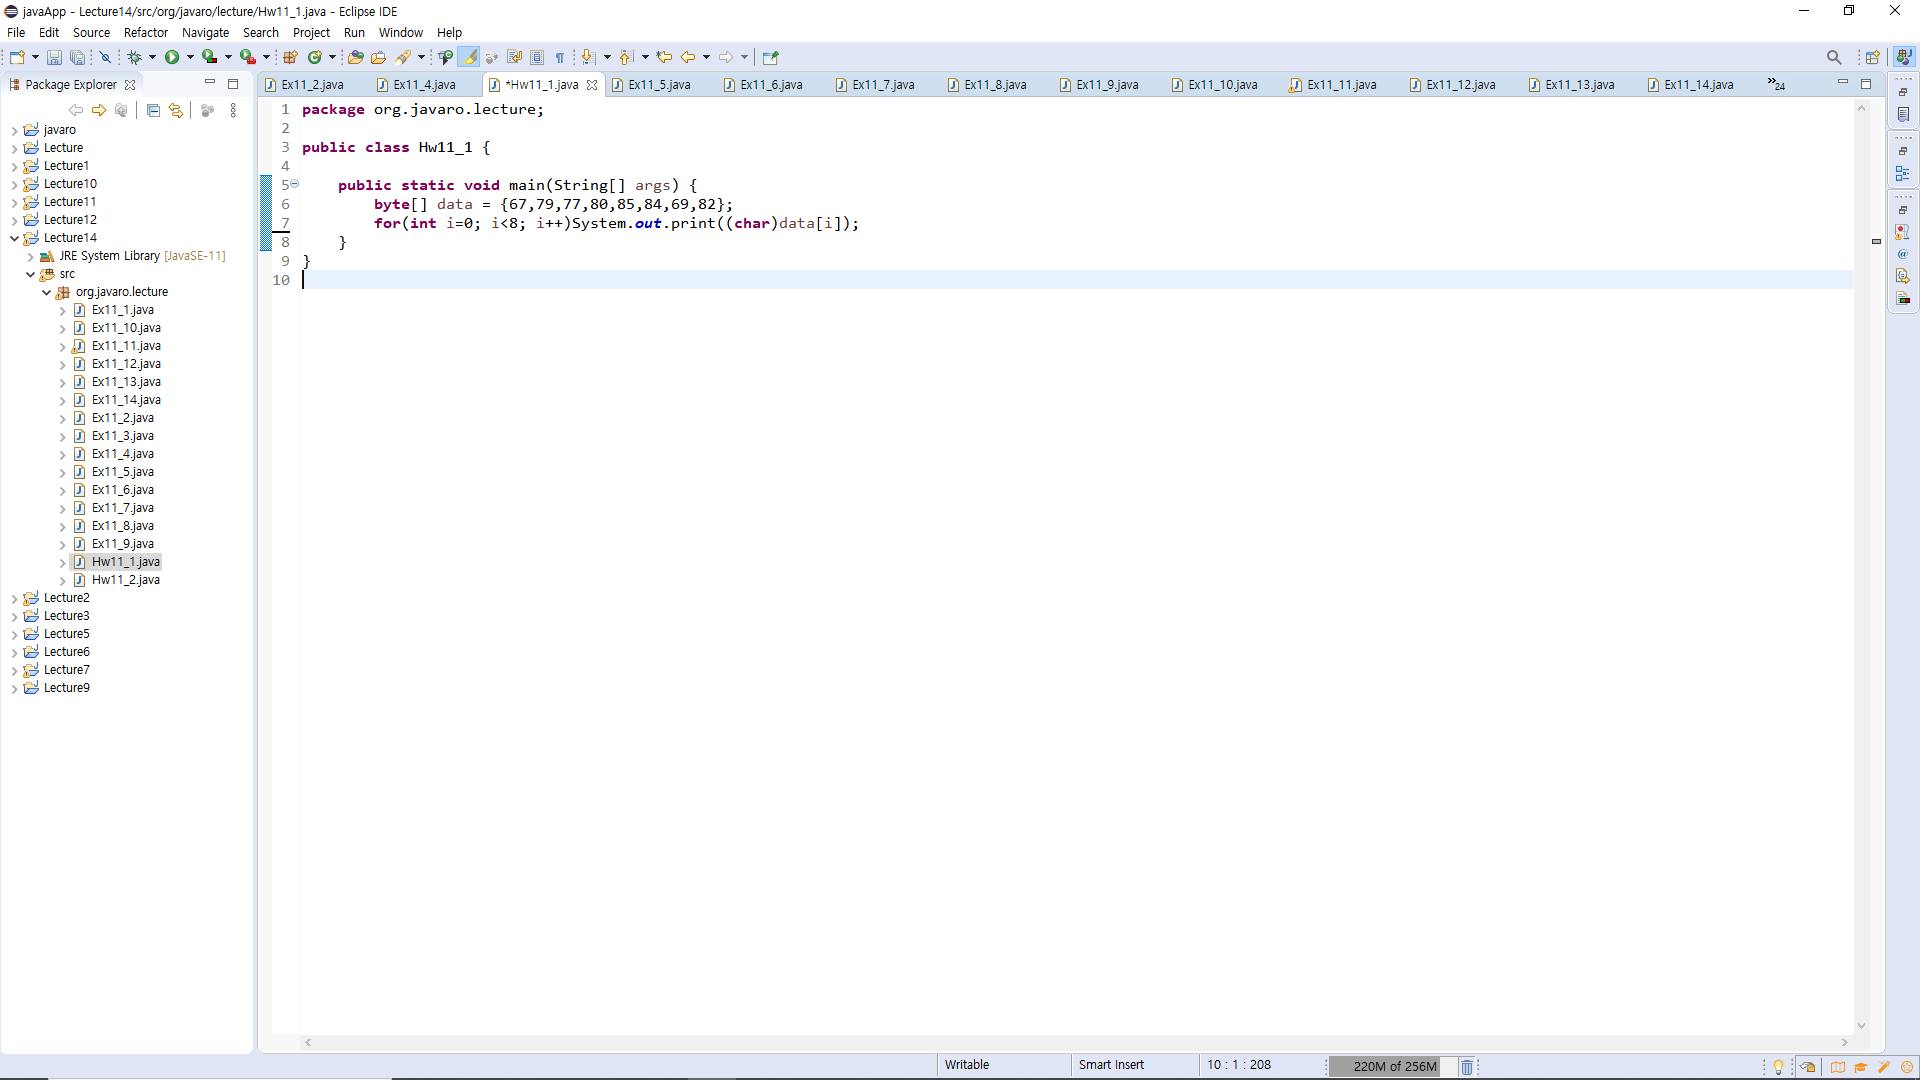 javaApp - Lecture14/src/org/javaro/lecture/Hw11_1.java - Eclipse IDE
File Edit Source Refactor Navigate Search Project Run Window Help
Package Explorer
Ex11_2.java Ex11_4.java *Hw11_1.java Ex11_5.java Ex11_6.java Ex11_7.java Ex11_8.java Ex11_9.java Ex11_10.java Ex11_11.java Ex11_12.java Ex11_13.java Ex11_14.java »24
javaro
Lecture
Lecture1
Lecture10
Lecture11
Lecture12
Lecture14
JRE System Library [JavaSE-11]
src
org.javaro.lecture
Ex11_1.java
Ex11_10.java
Ex11_11.java
Ex11_12.java
Ex11_13.java
Ex11_14.java
Ex11_2.java
Ex11_3.java
Ex11_4.java
Ex11_5.java
Ex11_6.java
Ex11_7.java
Ex11_8.java
Ex11_9.java
Hw11_1.java
Hw11_2.java
Lecture2
Lecture3
Lecture5
Lecture6
Lecture7
Lecture9
1 package org.javaro.lecture;
2
3 public class Hw11_1 {
4
5 public static void main(String[] args) {
6 byte[] data = {67,79,77,80,85,84,69,82};
7 for(int i=0; i<8; i++)System.out.print((char)data[i]);
8 }
9 }
10
Writable Smart Insert 10 : 1 : 208 220M of 256M